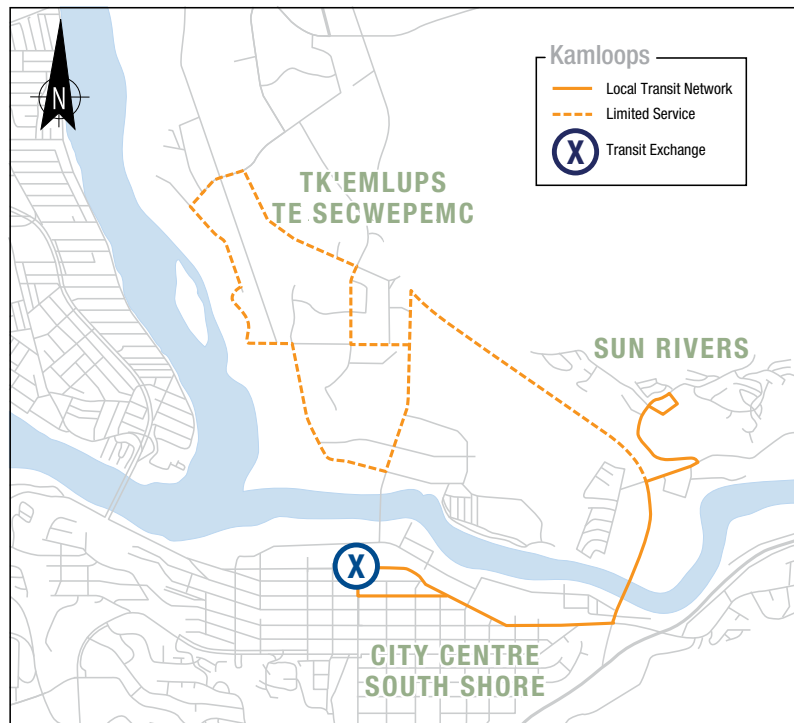 N
Kamloops
Local Transit Network
Limited Service
X Transit Exchange
TK'EMLUPS
TE SECWEPEMC
SUN RIVERS
X
CITY CENTRE
SOUTH SHORE